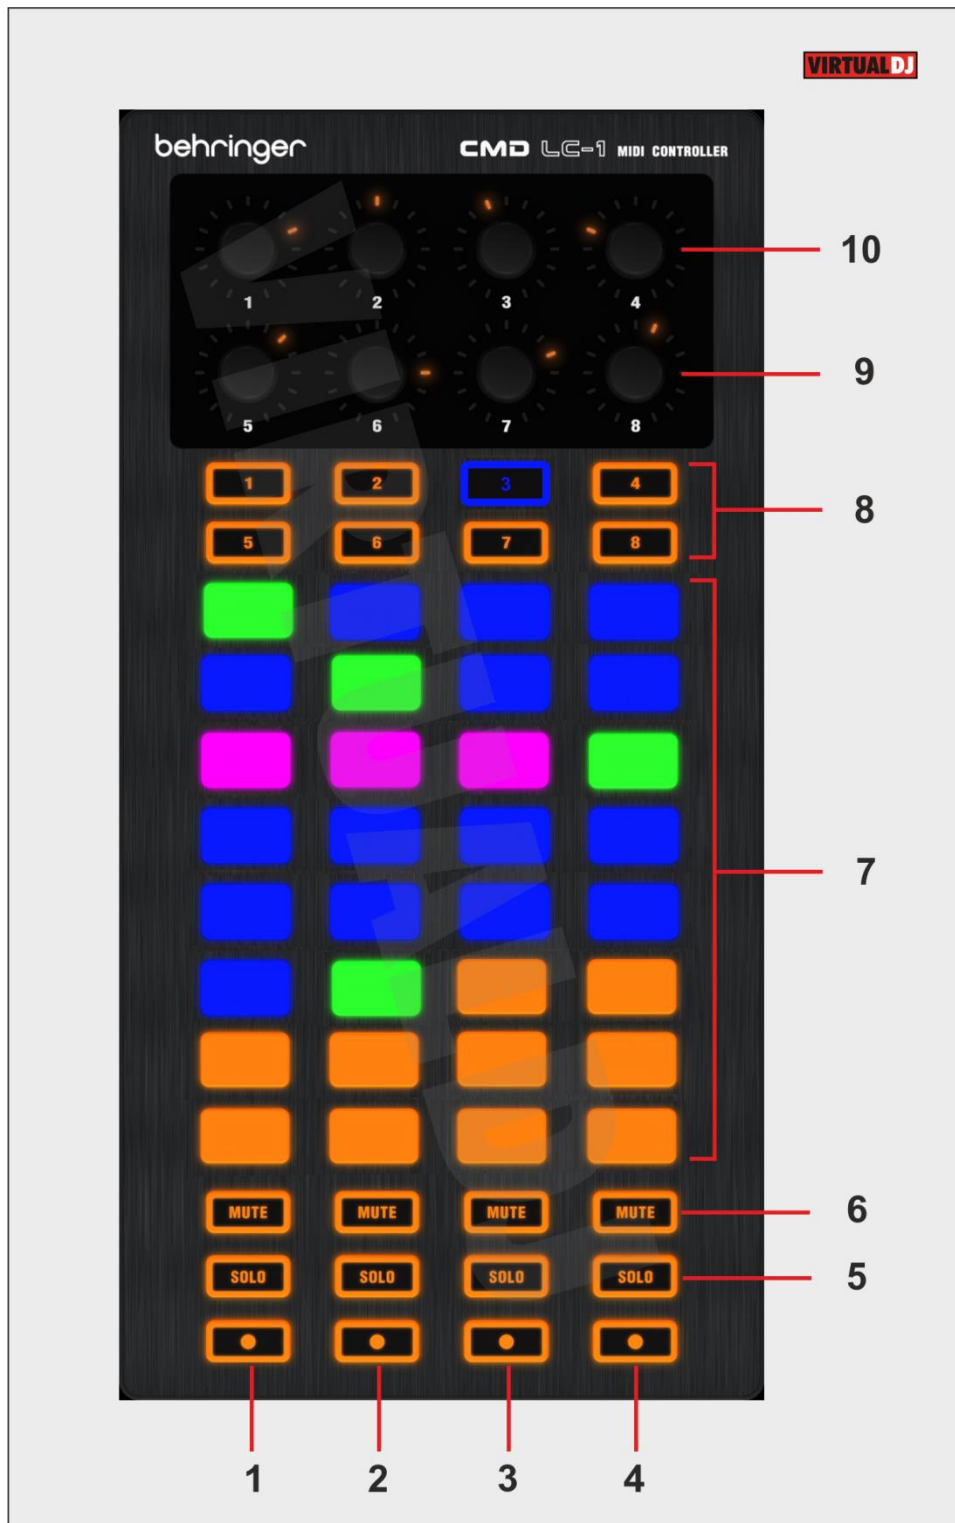 VIRTUALDJ
behringer CMD LC-1 MIDI CONTROLLER
10
1 2 3 4
9
5 6 7 8
1 2 3 4
8
5 6 7 8
7
MUTE MUTE MUTE MUTE 6
SOLO SOLO SOLO SOLO 5
1 2 3 4
VIRTUALDJ